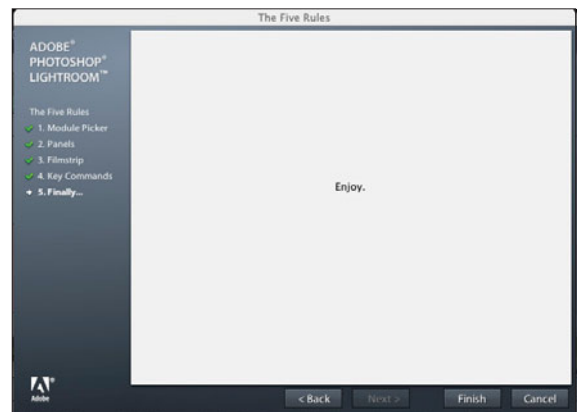 The Five Rules
ADOBE®
PHOTOSHOP®
LIGHTROOM™
The Five Rules
1. Module Picker
2. Panels
3. Filmstrip
4. Key Commands
5. Finally...
Enjoy.
Adobe
< Back Next > Finish Cancel